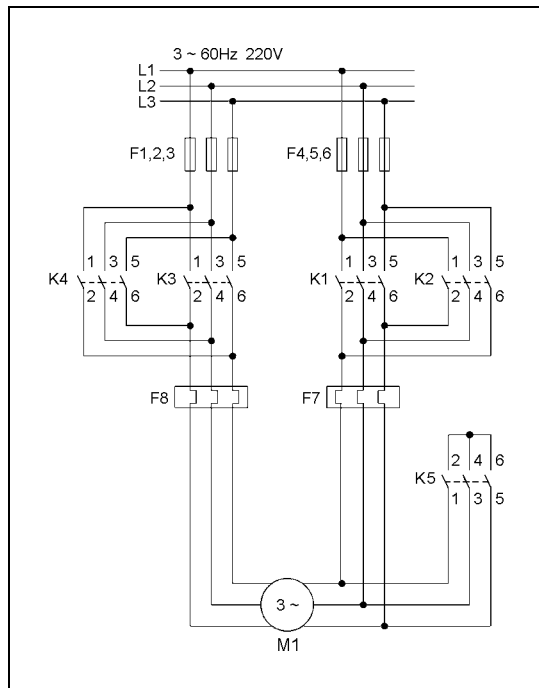 3 ~ 60Hz 220V
L1
L2
L3
F1,2,3 F4,5,6
1 3 5 1 3 5 1 3 5 1 3 5
K4 K3 K1 K2
2 4 6 2 4 6 2 4 6 2 4 6
F8 F7
2 4 6
K5
1 3 5
3 ~
M1